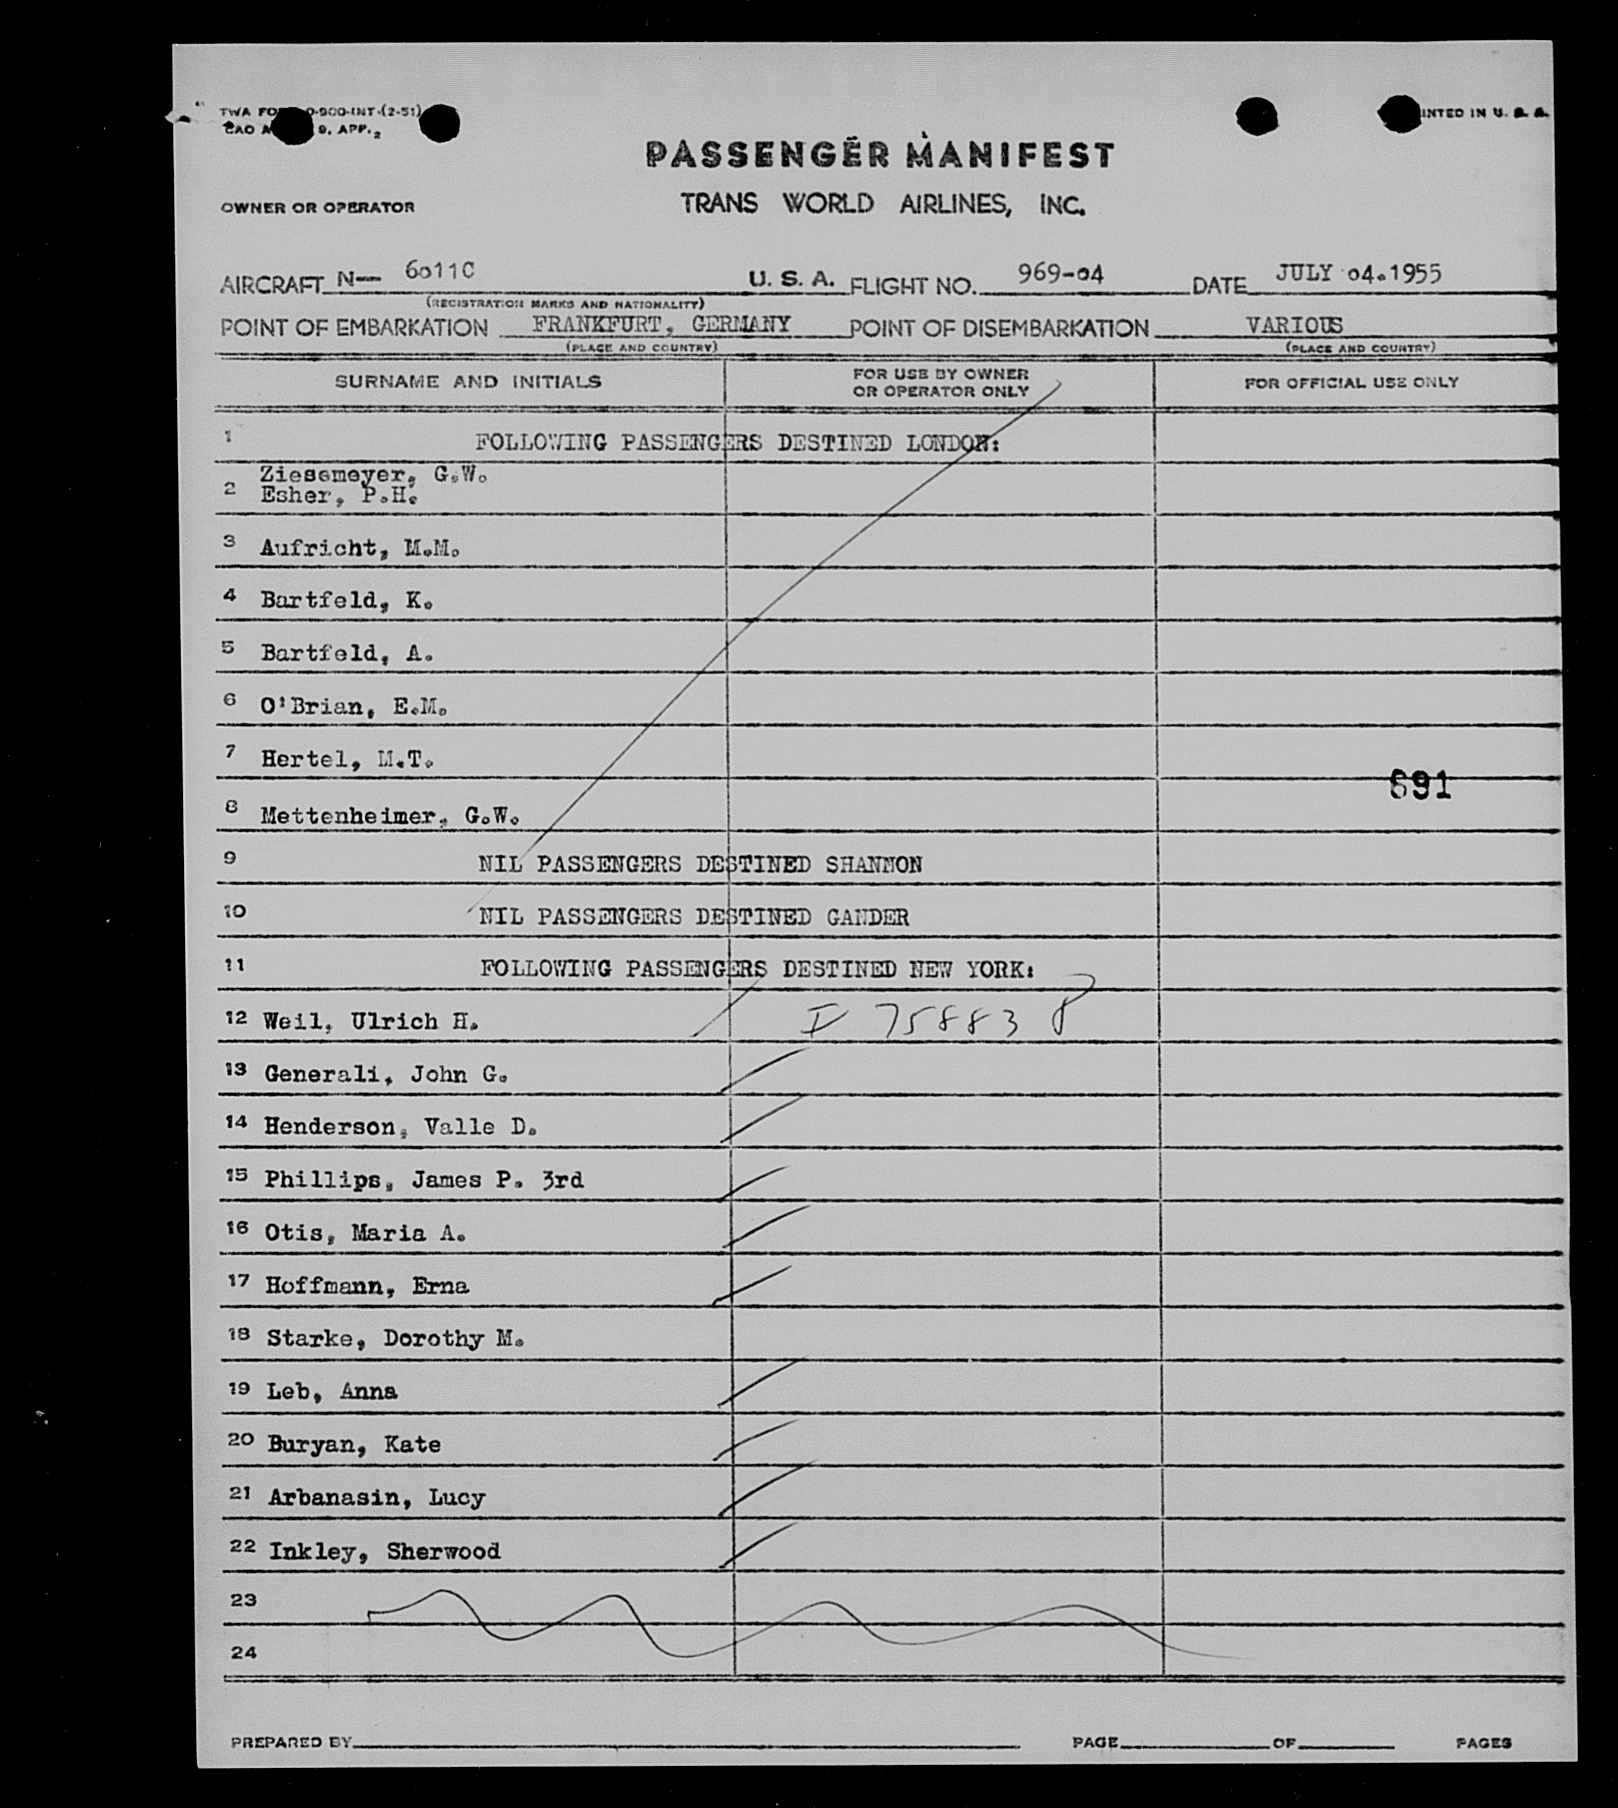 TWA FO 0-900-INT-(2-51)
CAO A 9. APP. 2
INTED IN U. S. A.
PASSENGER MANIFEST
OWNER OR OPERATOR
TRANS WORLD AIRLINES, INC.
AIRCRAFT N- 6011C U. S. A. FLIGHT NO. 969-04 DATE JULY 04.1955
(REGISTRATION MARKS AND NATIONALITY)
POINT OF EMBARKATION FRANKFURT, GERMANY POINT OF DISEMBARKATION VARIOUS
(PLACE AND COUNTRY) (PLACE AND COUNTRY)
SURNAME AND INITIALS
FOR USE BY OWNER
OR OPERATOR ONLY
FOR OFFICIAL USE ONLY
1 FOLLOWING PASSENGERS DESTINED LONDON:
Ziesemeyer, G.W.
2 Esher, P.H.
3 Aufricht, M.M.
4 Bartfeld, K.
5 Bartfeld, A.
6 O'Brian, E.M.
7 Hertel, M.T.
691
8 Mettenheimer, G.W.
9 NIL PASSENGERS DESTINED SHANNON
10 NIL PASSENGERS DESTINED GANDER
11 FOLLOWING PASSENGERS DESTINED NEW YORK:
12 Weil, Ulrich H. 75883 P
13 Generali, John G.
14 Henderson, Valle D.
15 Phillips, James P. 3rd
16 Otis, Maria A.
17 Hoffmann, Erna
18 Starke, Dorothy M.
19 Leb, Anna
20 Buryan, Kate
21 Arbanasin, Lucy
22 Inkley, Sherwood
23
24
PREPARED BY PAGE OF PAGES